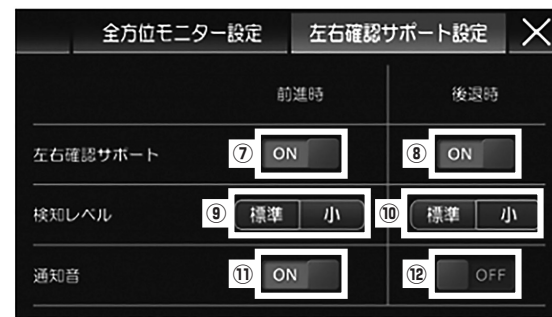 全方位モニター設定 左右確認サポート設定 ×
前進時 後退時
左右確認サポート ⑦ ON ⑧ ON
検知レベル ⑨ 標準 小 ⑩ 標準 小
通知音 ⑪ ON ⑫ OFF